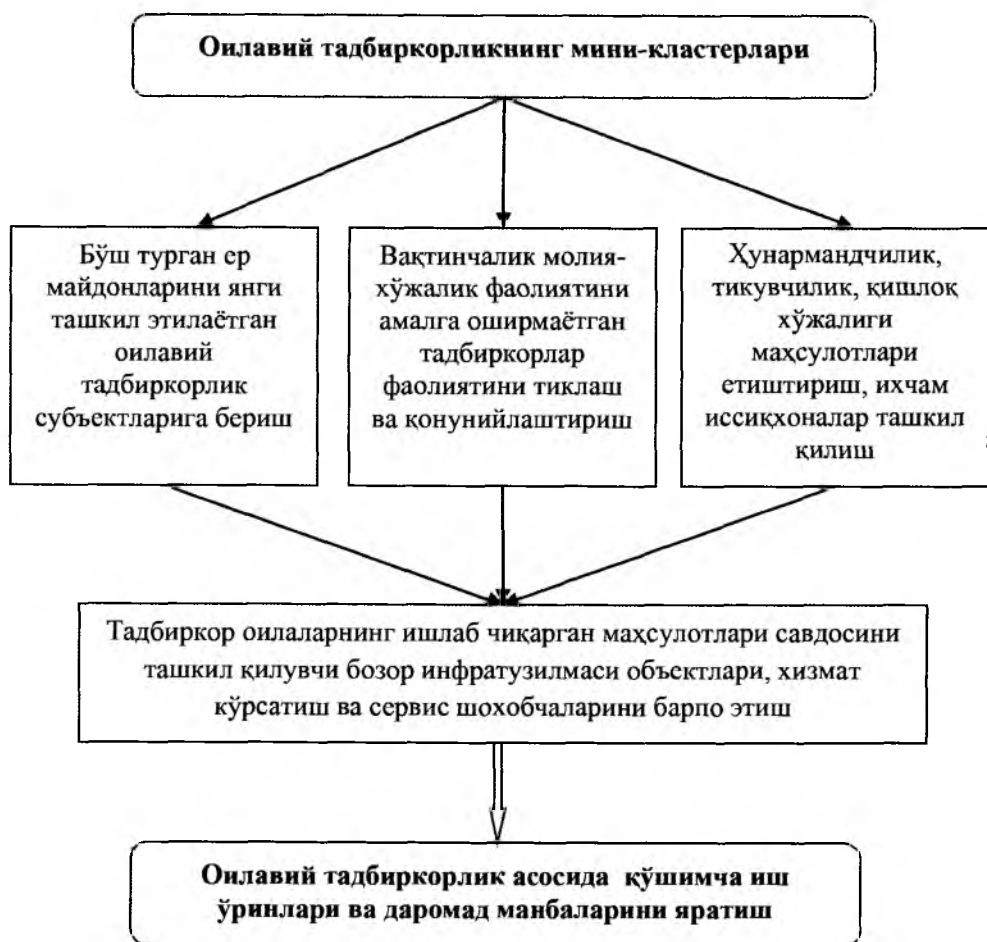 Оилавий тадбиркорликнинг мини-кластерлари
Бўш турган ер
майдонларини янги
ташкил этилаётган
оилавий
тадбиркорлик
субъектларига бериш
Вақтинчалик молия-
хўжалик фаолиятини
амалга оширмаётган
тадбиркорлар
фаолиятини тиклаш
ва қонунийлаштириш
Ҳунармандчилик,
тикувчилик, қишлоқ
хўжалиги
маҳсулотлари
етиштириш, ихчам
иссиқхоналар ташкил
қилиш
Тадбиркор оилаларнинг ишлаб чиқарган маҳсулотлари савдосини
ташкил қилувчи бозор инфратузилмаси объектлари, хизмат
кўрсатиш ва сервис шохобчаларини барпо этиш
Оилавий тадбиркорлик асосида қўшимча иш
ўринлари ва даромад манбаларини яратиш